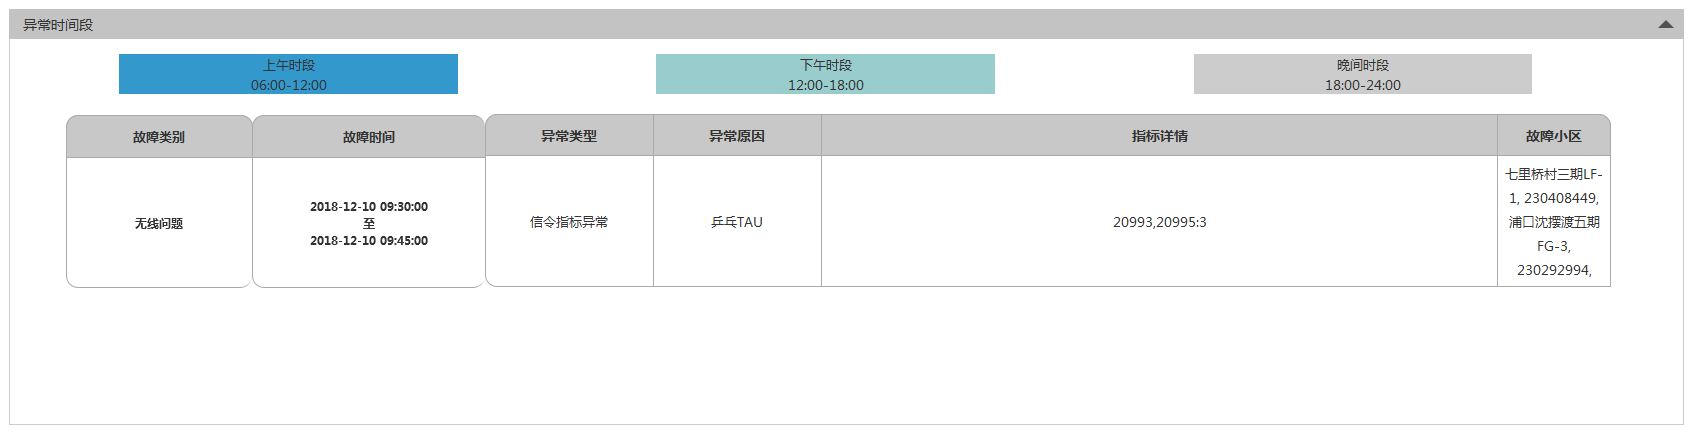 异常时间段
上午时段
06:00-12:00
下午时段
12:00-18:00
晚间时段
18:00-24:00
故障类别
故障时间
异常类型
异常原因
指标详情
故障小区
无线问题
2018-12-10 09:30:00
至
2018-12-10 09:45:00
信令指标异常
乒乓TAU
20993,20995:3
七里桥村三期LF-
1, 230408449,
浦口沈摆渡五期
FG-3,
230292994,